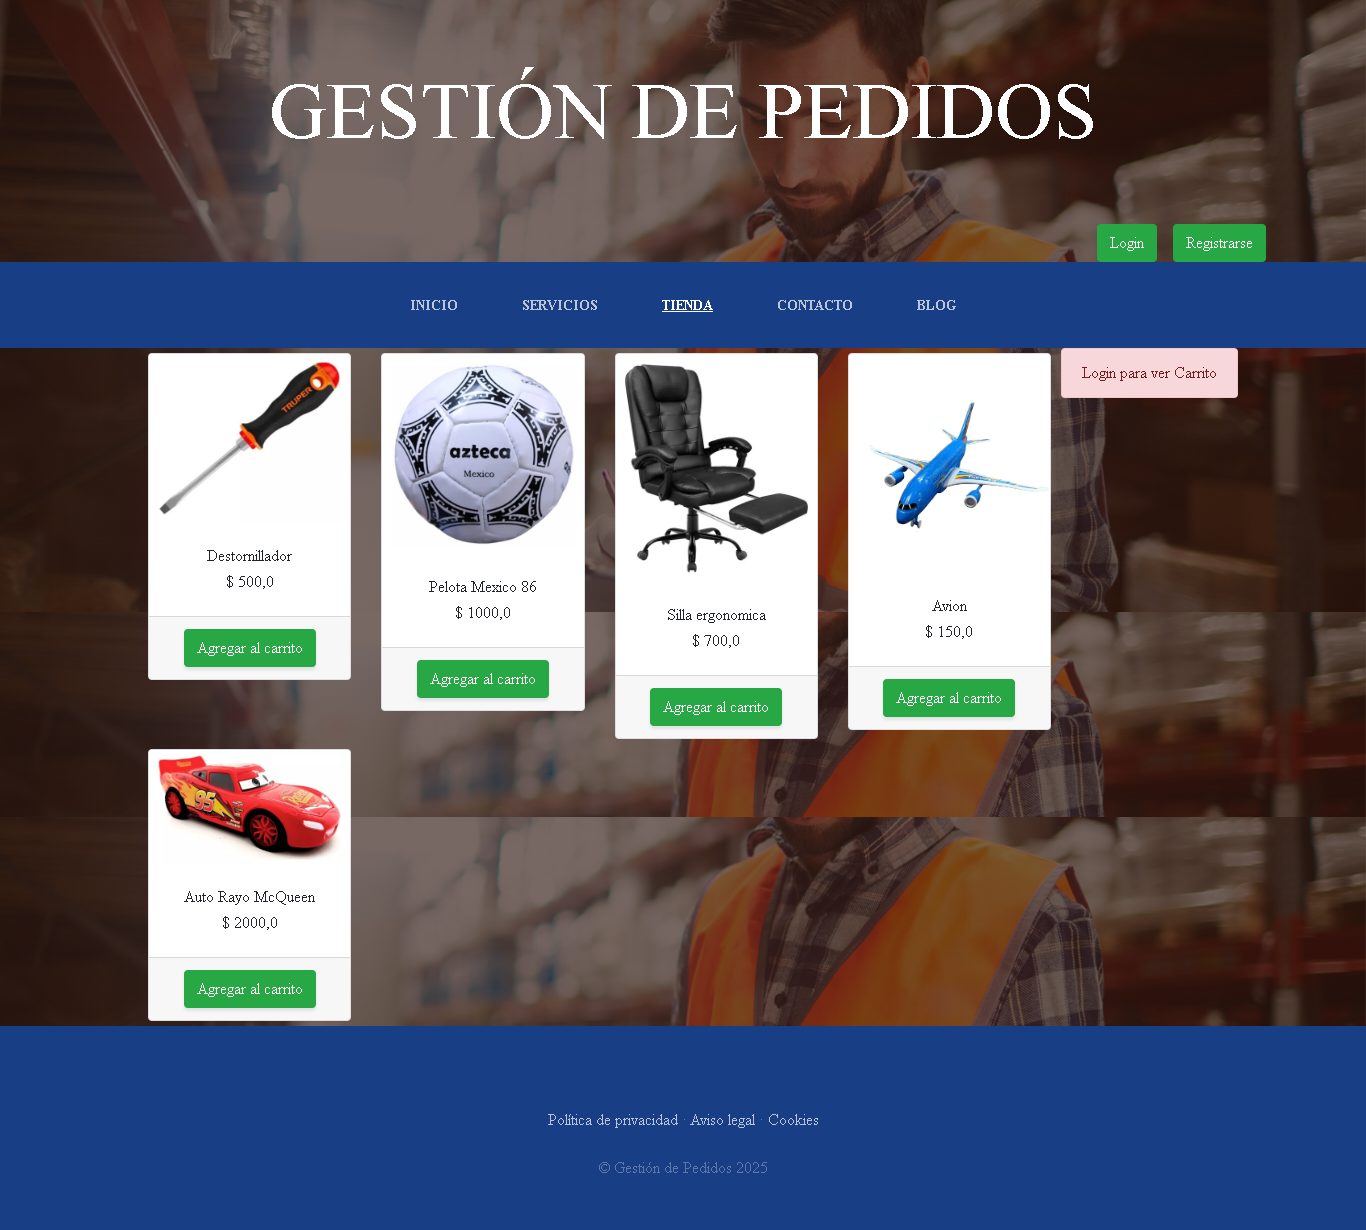 GESTIÓN DE PEDIDOS
Login Registrarse
INICIO SERVICIOS TIENDA CONTACTO BLOG
Login para ver Carrito
TRUPER
Destornillador
$ 500,0
Agregar al carrito
azteca
Mexico
Pelota Mexico 86
$ 1000,0
Agregar al carrito
Silla ergonomica
$ 700,0
Agregar al carrito
Avion
$ 150,0
Agregar al carrito
95
Auto Rayo McQueen
$ 2000,0
Agregar al carrito
Política de privacidad · Aviso legal · Cookies
© Gestión de Pedidos 2025